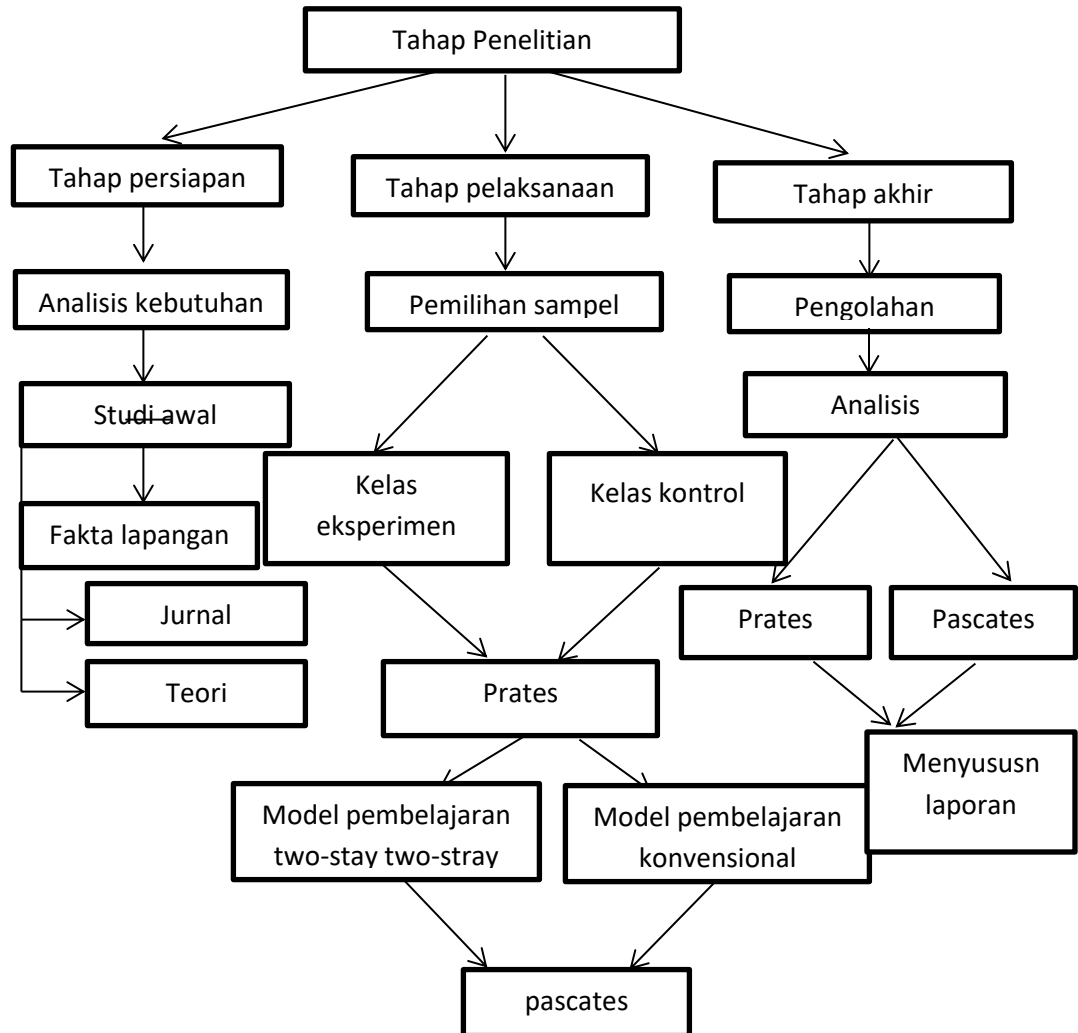 Tahap Penelitian
Tahap persiapan
Tahap pelaksanaan
Tahap akhir
Analisis kebutuhan
Pemilihan sampel
Pengolahan
Studi awal
Analisis
Kelas
eksperimen
Kelas kontrol
Fakta lapangan
Jurnal
Prates
Pascates
Teori
Prates
Menyususn
laporan
Model pembelajaran
two-stay two-stray
Model pembelajaran
konvensional
pascates